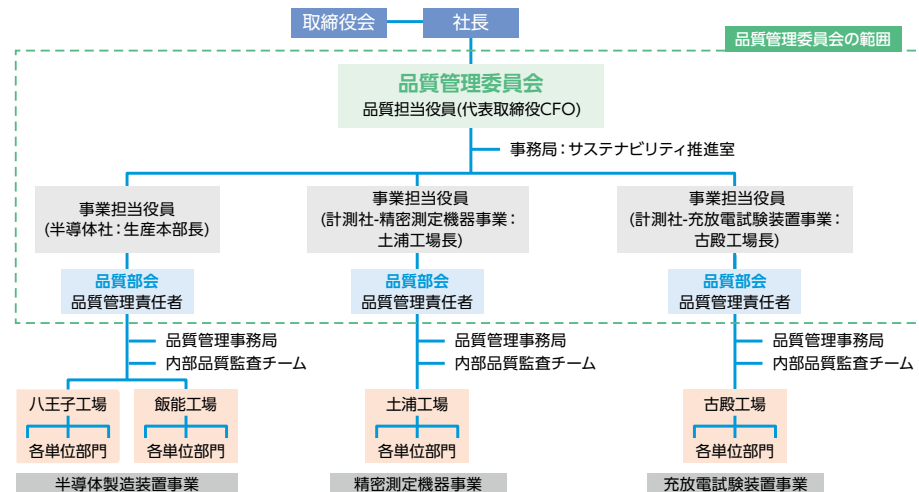 取締役会
社長
品質管理委員会の範囲
品質管理委員会
品質担当役員(代表取締役CFO)
事務局：サステナビリティ推進室
事業担当役員
(半導体社：生産本部長)
事業担当役員
(計測社-精密測定機器事業：
土浦工場長)
事業担当役員
(計測社-充放電試験装置事業：
古殿工場長)
品質部会
品質管理責任者
品質部会
品質管理責任者
品質部会
品質管理責任者
品質管理事務局
内部品質監査チーム
品質管理事務局
内部品質監査チーム
品質管理事務局
内部品質監査チーム
八王子工場
各単位部門
飯能工場
各単位部門
土浦工場
各単位部門
古殿工場
各単位部門
半導体製造装置事業
精密測定機器事業
充放電試験装置事業